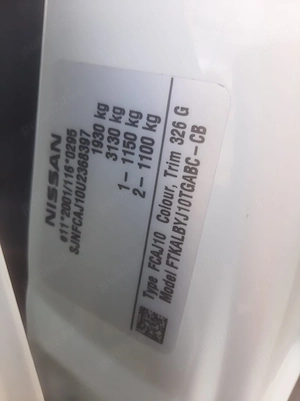 NISSAN
e11*2001/116*0295
SJNFCAJ10U2368397
1930 kg
3130 kg
1- 1150 kg
2- 1100 kg
Type FCAJ10 Colour, Trim 326 G
Model FTKALBYJ10TGABC-CB